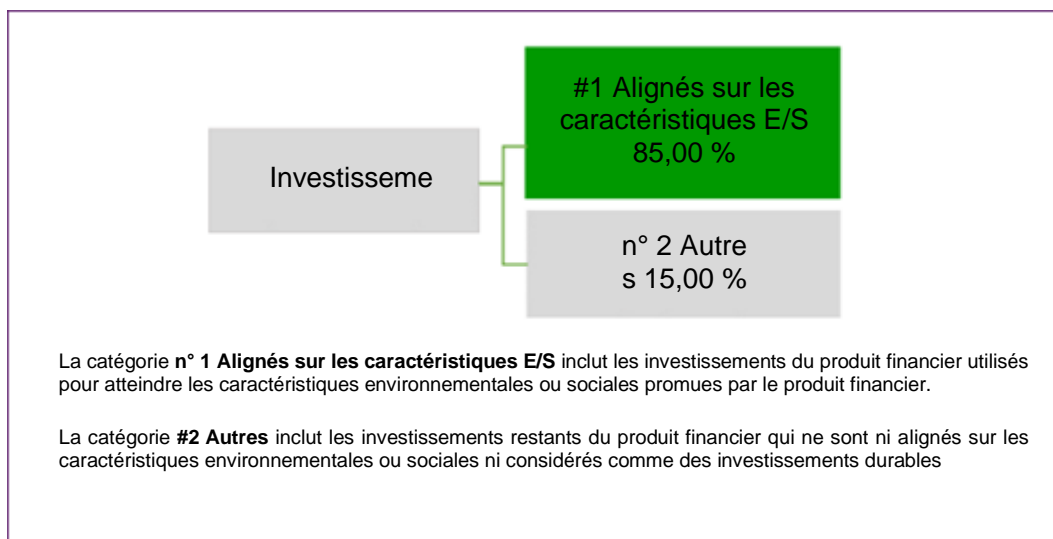 #1 Alignés sur les
caractéristiques E/S
85,00 %
Investisseme
n° 2 Autre
s 15,00 %
La catégorie n° 1 Alignés sur les caractéristiques E/S inclut les investissements du produit financier utilisés
pour atteindre les caractéristiques environnementales ou sociales promues par le produit financier.
La catégorie #2 Autres inclut les investissements restants du produit financier qui ne sont ni alignés sur les
caractéristiques environnementales ou sociales ni considérés comme des investissements durables